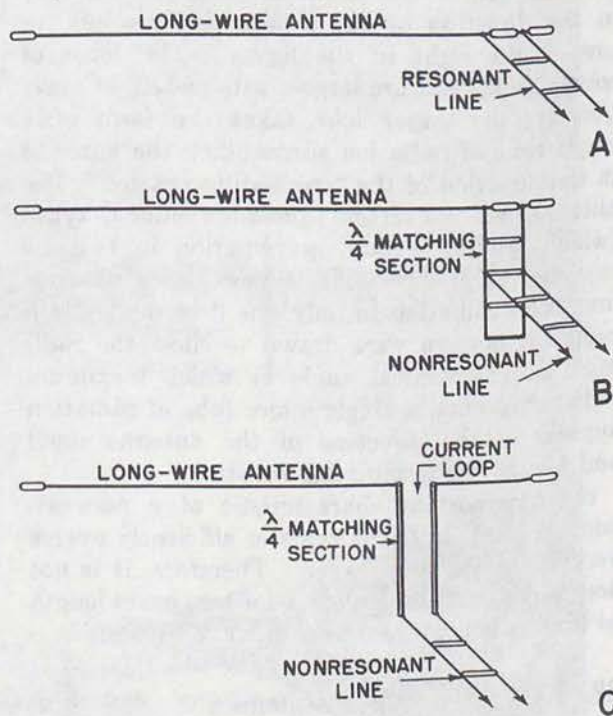 LONG-WIRE ANTENNA
RESONANT
LINE
A
LONG-WIRE ANTENNA
λ/4 MATCHING
SECTION
NONRESONANT
LINE
B
CURRENT
LOOP
LONG-WIRE ANTENNA
λ/4 MATCHING
SECTION
NONRESONANT
LINE
C